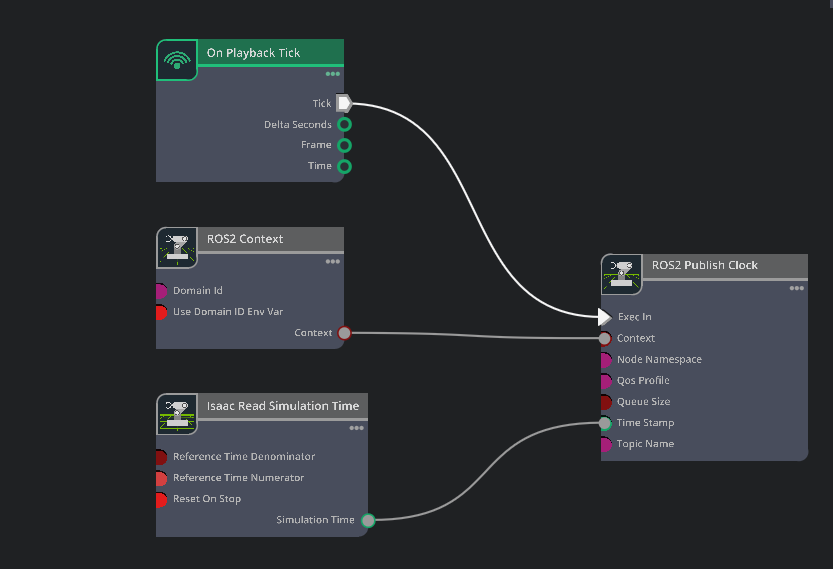 On Playback Tick
Tick
Delta Seconds
Frame
Time
ROS2 Context
Domain Id
Use Domain ID Env Var
Context
Isaac Read Simulation Time
Reference Time Denominator
Reference Time Numerator
Reset On Stop
Simulation Time
ROS2 Publish Clock
Exec In
Context
Node Namespace
Qos Profile
Queue Size
Time Stamp
Topic Name